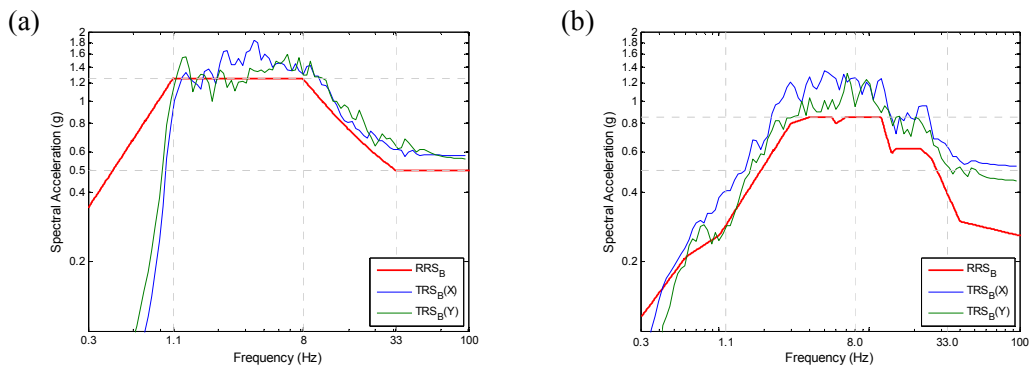 (a)
Spectral Acceleration (g)
2
1.8
1.6
1.4
1.2
1
0.8
0.6
0.5
0.4
0.2
RRS_B
TRS_B(X)
TRS_B(Y)
0.3 1.1 8 33 100
Frequency (Hz)
(b)
Spectral Acceleration (g)
2
1.8
1.6
1.4
1.2
1
0.8
0.6
0.5
0.4
0.2
RRS_B
TRS_B(X)
TRS_B(Y)
0.3 1.1 8.0 33.0 100
Frequency (Hz)